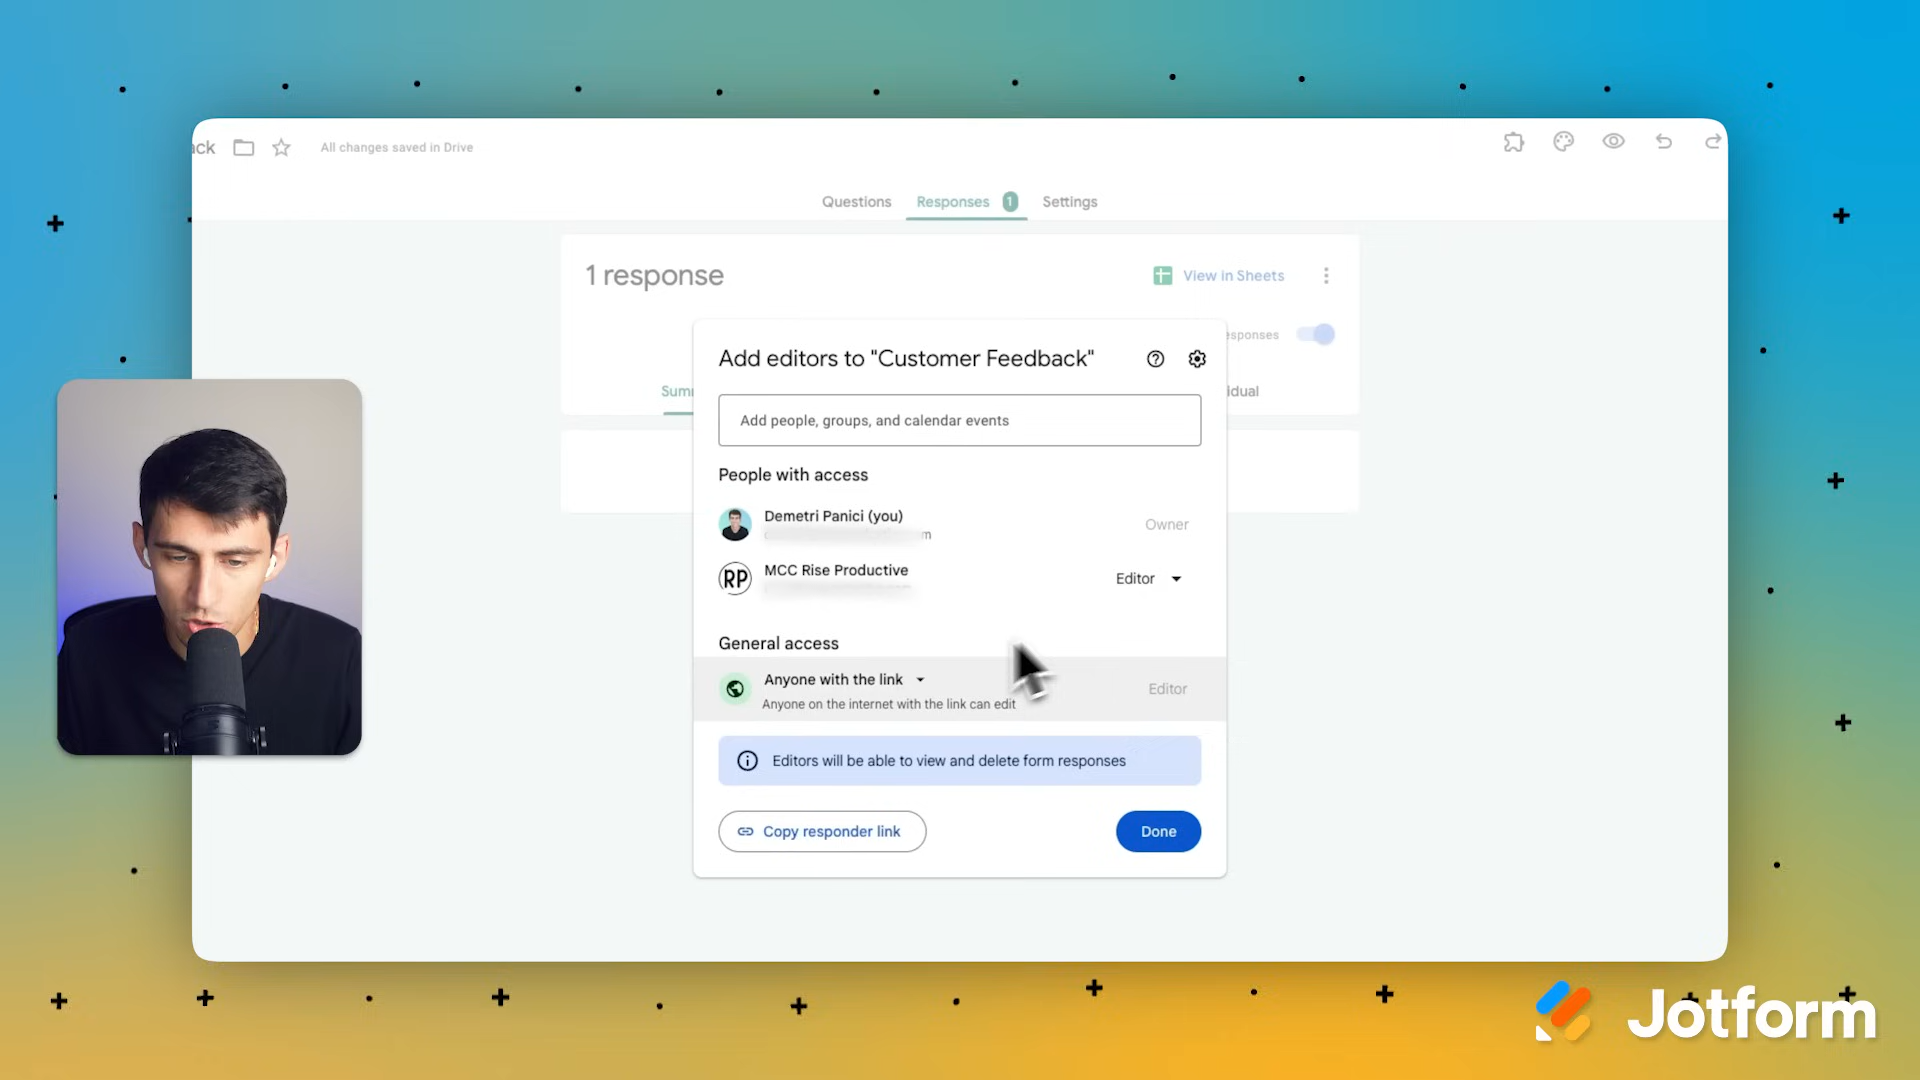 ack All changes saved in Drive
Questions Responses 1 Settings
1 response View in Sheets
esponses
Add editors to "Customer Feedback"
Sum idual
Add people, groups, and calendar events
People with access
Demetri Panici (you)
m
Owner
RP MCC Rise Productive
Editor
General access
Anyone with the link
Anyone on the internet with the link can edit
Editor
Editors will be able to view and delete form responses
Copy responder link Done
Jotform